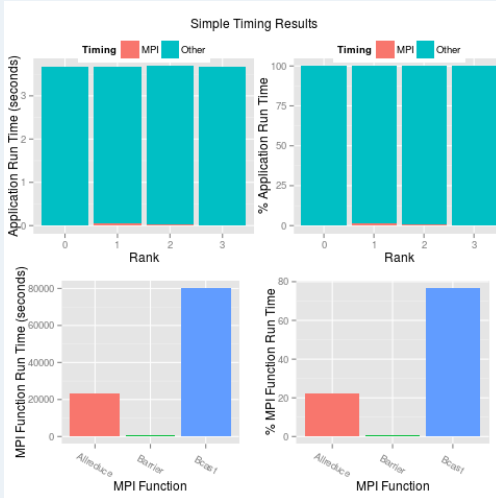 Simple Timing Results
Timing MPI Other
Timing MPI Other
Application Run Time (seconds)
3
2
1
0
0 1 2 3
Rank
% Application Run Time
100
75
50
25
0
0 1 2 3
Rank
MPI Function Run Time (seconds)
80000
60000
40000
20000
0
Allreduce Barrier Bcast
MPI Function
% MPI Function Run Time
80
60
40
20
0
Allreduce Barrier Bcast
MPI Function